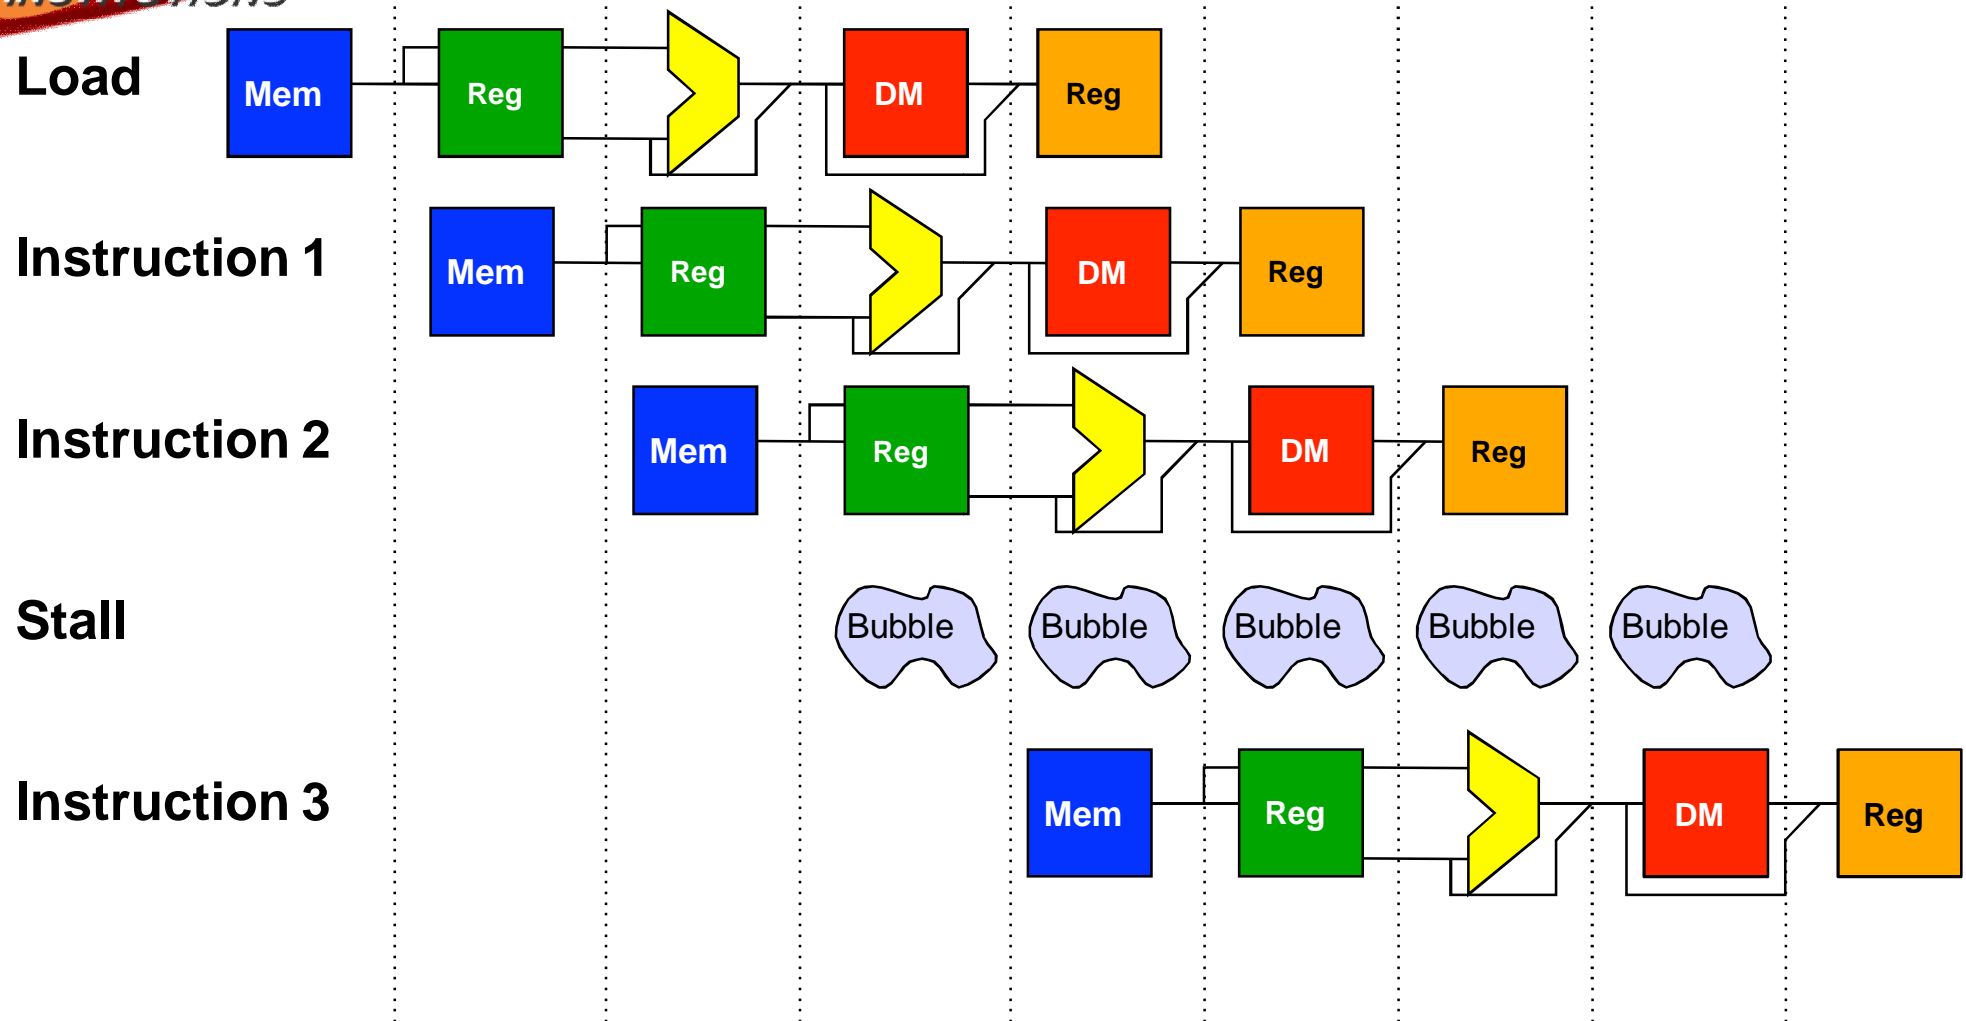 Load Mem Reg DM Reg
Instruction 1 Mem Reg DM Reg
Instruction 2 Mem Reg DM Reg
Stall Bubble Bubble Bubble Bubble Bubble
Instruction 3 Mem Reg DM Reg